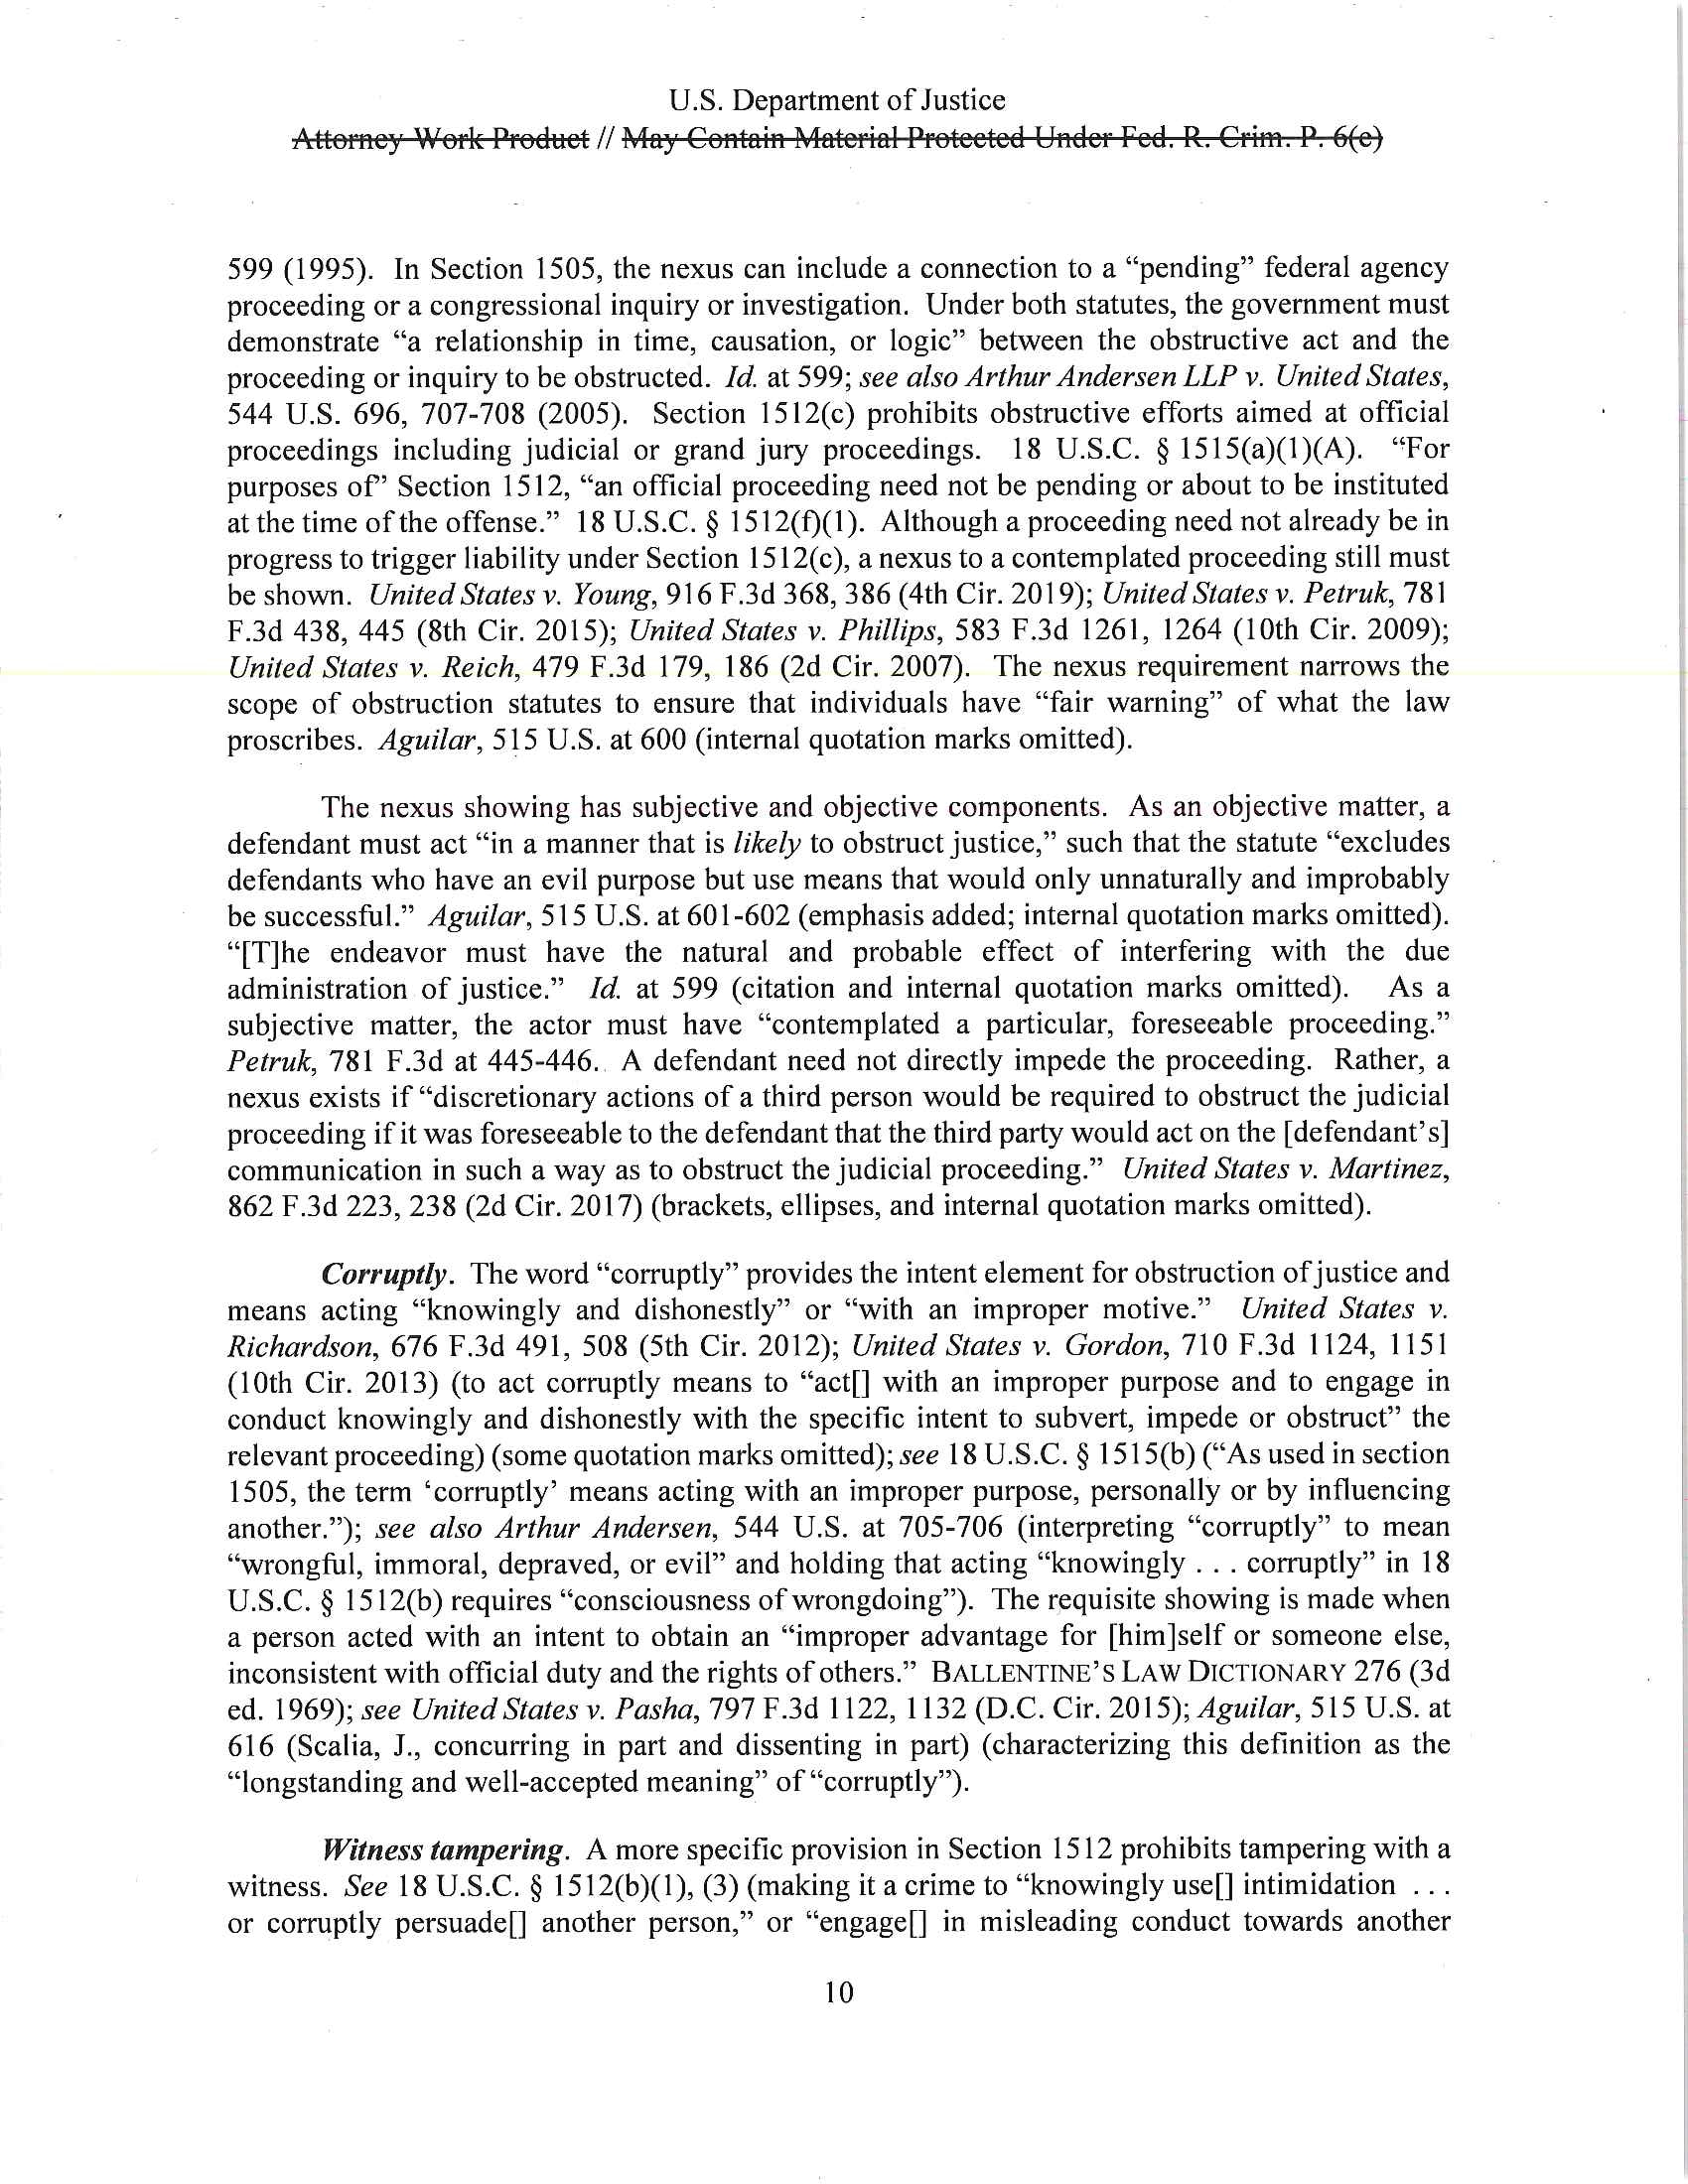 U.S. Department of Justice
Attorney Work Product // May Contain Material Protected Under Fed. R. Crim. P. 6(e)
599 (1995). In Section 1505, the nexus can include a connection to a “pending” federal agency
proceeding or a congressional inquiry or investigation. Under both statutes, the government must
demonstrate “a relationship in time, causation, or logic” between the obstructive act and the
proceeding or inquiry to be obstructed. Id. at 599; see also Arthur Andersen LLP v. United States,
544 U.S. 696, 707-708 (2005). Section 1512(c) prohibits obstructive efforts aimed at official
proceedings including judicial or grand jury proceedings. 18 U.S.C. § 1515(a)(1)(A). “For
purposes of” Section 1512, “an official proceeding need not be pending or about to be instituted
at the time of the offense.” 18 U.S.C. § 1512(f)(1). Although a proceeding need not already be in
progress to trigger liability under Section 1512(c), a nexus to a contemplated proceeding still must
be shown. United States v. Young, 916 F.3d 368, 386 (4th Cir. 2019); United States v. Petruk, 781
F.3d 438, 445 (8th Cir. 2015); United States v. Phillips, 583 F.3d 1261, 1264 (10th Cir. 2009);
United States v. Reich, 479 F.3d 179, 186 (2d Cir. 2007). The nexus requirement narrows the
scope of obstruction statutes to ensure that individuals have “fair warning” of what the law
proscribes. Aguilar, 515 U.S. at 600 (internal quotation marks omitted).
The nexus showing has subjective and objective components. As an objective matter, a
defendant must act “in a manner that is likely to obstruct justice,” such that the statute “excludes
defendants who have an evil purpose but use means that would only unnaturally and improbably
be successful.” Aguilar, 515 U.S. at 601-602 (emphasis added; internal quotation marks omitted).
“[T]he endeavor must have the natural and probable effect of interfering with the due
administration of justice.” Id. at 599 (citation and internal quotation marks omitted). As a
subjective matter, the actor must have “contemplated a particular, foreseeable proceeding.”
Petruk, 781 F.3d at 445-446. A defendant need not directly impede the proceeding. Rather, a
nexus exists if “discretionary actions of a third person would be required to obstruct the judicial
proceeding if it was foreseeable to the defendant that the third party would act on the [defendant’s]
communication in such a way as to obstruct the judicial proceeding.” United States v. Martinez,
862 F.3d 223, 238 (2d Cir. 2017) (brackets, ellipses, and internal quotation marks omitted).
Corruptly. The word “corruptly” provides the intent element for obstruction of justice and
means acting “knowingly and dishonestly” or “with an improper motive.” United States v.
Richardson, 676 F.3d 491, 508 (5th Cir. 2012); United States v. Gordon, 710 F.3d 1124, 1151
(10th Cir. 2013) (to act corruptly means to “act[] with an improper purpose and to engage in
conduct knowingly and dishonestly with the specific intent to subvert, impede or obstruct” the
relevant proceeding) (some quotation marks omitted); see 18 U.S.C. § 1515(b) (“As used in section
1505, the term ‘corruptly’ means acting with an improper purpose, personally or by influencing
another.”); see also Arthur Andersen, 544 U.S. at 705-706 (interpreting “corruptly” to mean
“wrongful, immoral, depraved, or evil” and holding that acting “knowingly . . . corruptly” in 18
U.S.C. § 1512(b) requires “consciousness of wrongdoing”). The requisite showing is made when
a person acted with an intent to obtain an “improper advantage for [him]self or someone else,
inconsistent with official duty and the rights of others.” BALLENTINE’S LAW DICTIONARY 276 (3d
ed. 1969); see United States v. Pasha, 797 F.3d 1122, 1132 (D.C. Cir. 2015); Aguilar, 515 U.S. at
616 (Scalia, J., concurring in part and dissenting in part) (characterizing this definition as the
“longstanding and well-accepted meaning” of “corruptly”).
Witness tampering. A more specific provision in Section 1512 prohibits tampering with a
witness. See 18 U.S.C. § 1512(b)(1), (3) (making it a crime to “knowingly use[] intimidation . . .
or corruptly persuade[] another person,” or “engage[] in misleading conduct towards another
10